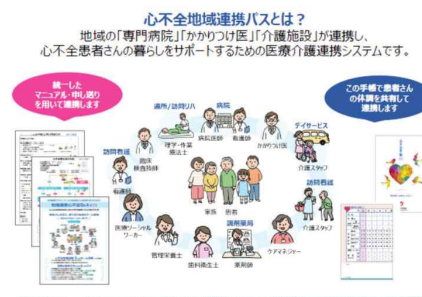 心不全地域連携パスとは？
地域の「専門病院」「かかりつけ医」「介護施設」が連携し、
心不全患者さんの暮らしをサポートするための医療介護連携システムです。
統一した
マニュアル・申し送り
を用いて連携します
この手帳で患者さん
の体調を共有して
連携します
通所/訪問リハ
病院
デイサービス
理学・作業
療法士
病院医師
看護師
かかりつけ医
介護スタッフ
訪問看護
臨床
検査技師
看護師
訪問看護
介護スタッフ
家族
患者
医療ソーシャル
ワーカー
調剤薬局
ケアマネジャー
管理栄養士
歯科衛生士
薬剤師